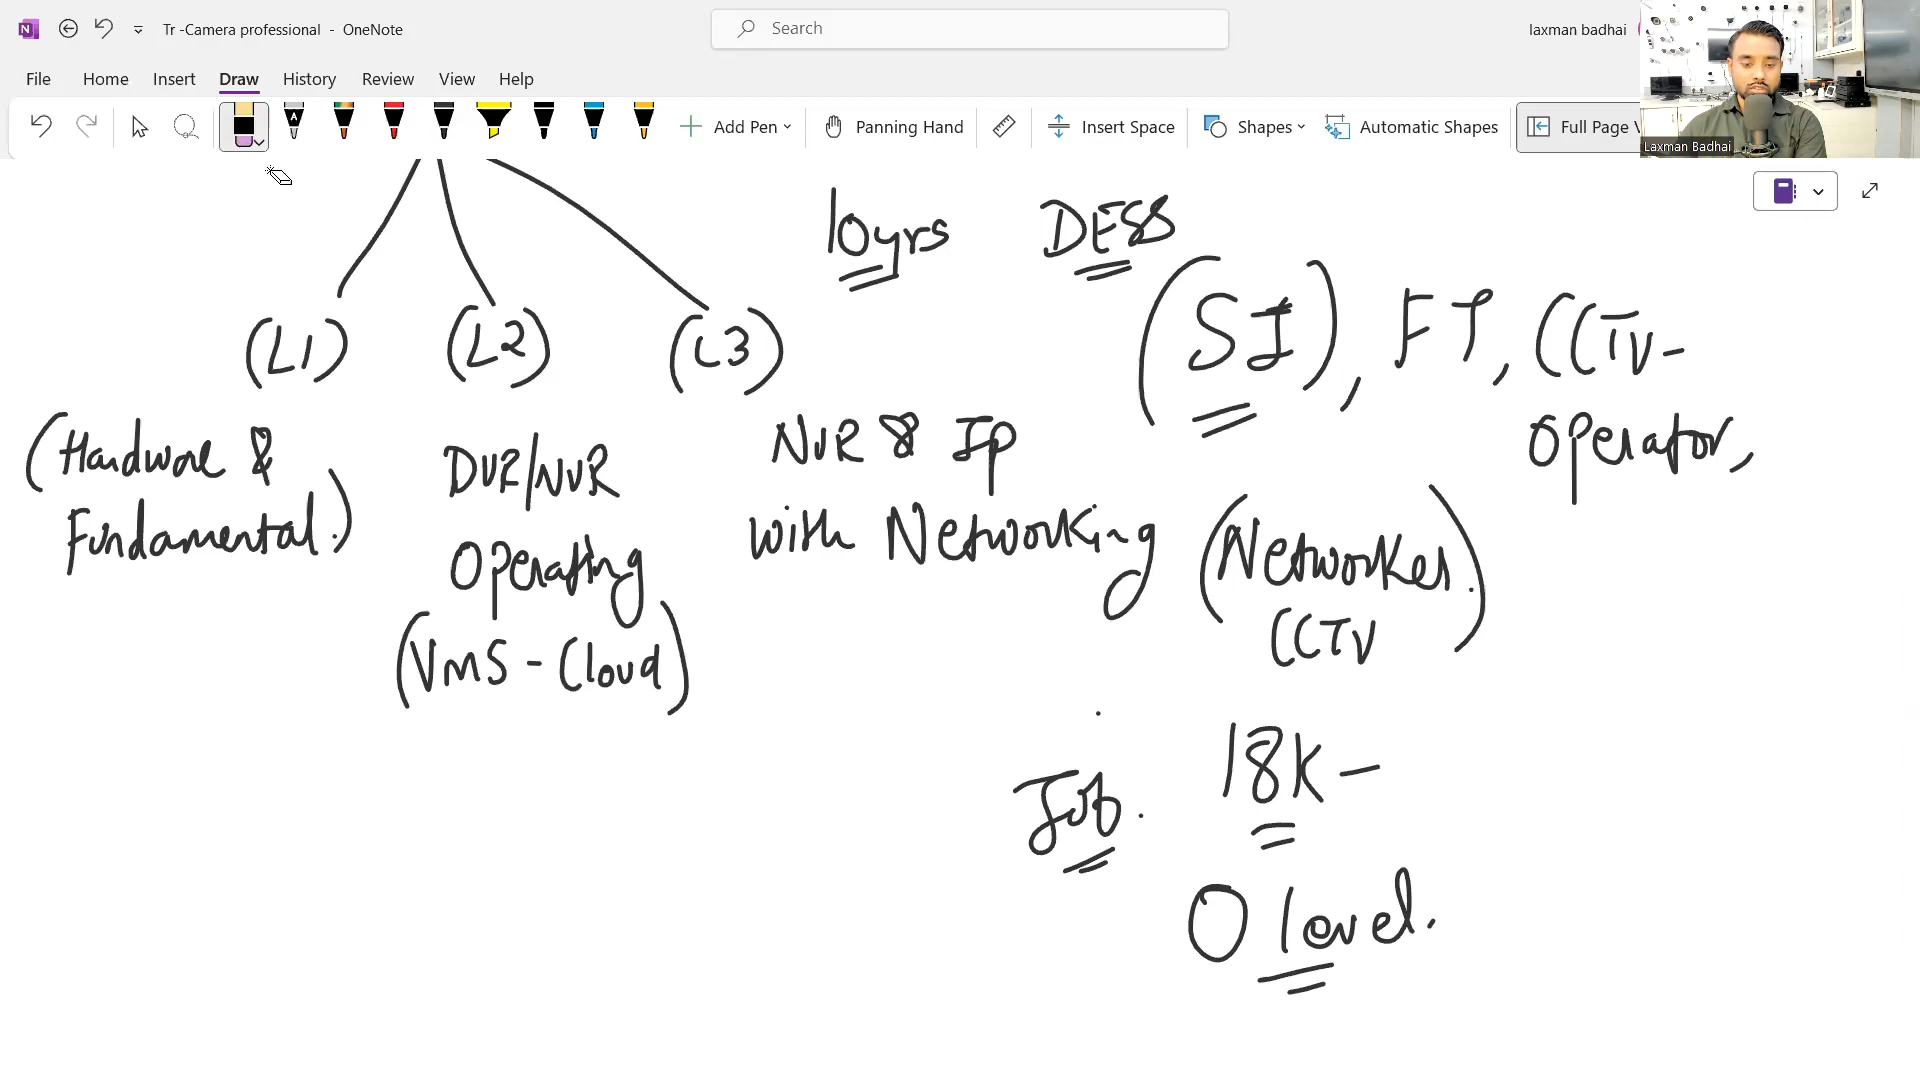 Tr -Camera professional - OneNote
Search
laxman badhai
File Home Insert Draw History Review View Help
Add Pen Panning Hand Insert Space Shapes Automatic Shapes Full Page V
Laxman Badhai
10yrs DESS
(L1) (L2) (L3) (SI), FT, CCTV-
Operator,
(Hardware & Fundamental.)
DVR/NVR
Operating
(VMS - Cloud)
NVR & IP
with Networking
(Networker.
CCTV)
Job. 18K -
O level.